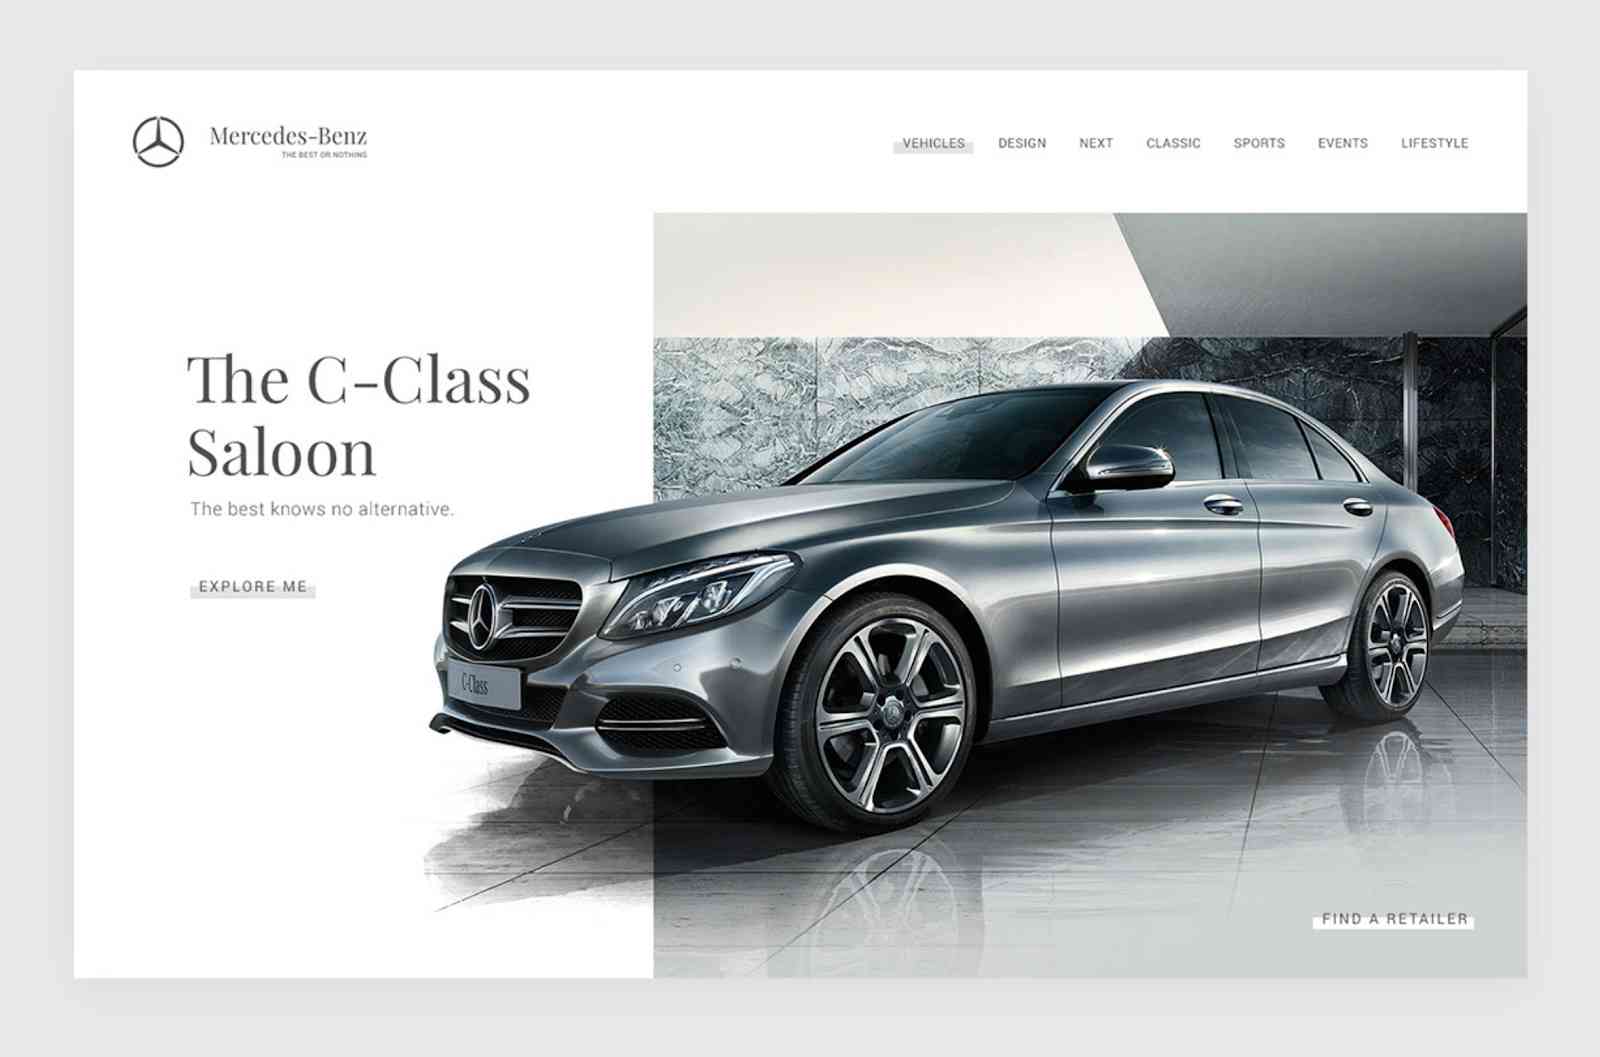 Mercedes-Benz
THE BEST OR NOTHING
VEHICLES DESIGN NEXT CLASSIC SPORTS EVENTS LIFESTYLE
The C-Class
Saloon
The best knows no alternative.
EXPLORE ME
C-Class
FIND A RETAILER